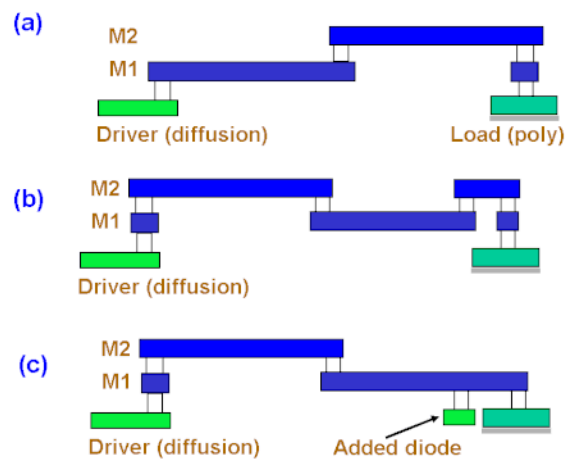 (a)
M2
M1
Driver (diffusion)
Load (poly)
(b)
M2
M1
Driver (diffusion)
(c)
M2
M1
Driver (diffusion)
Added diode